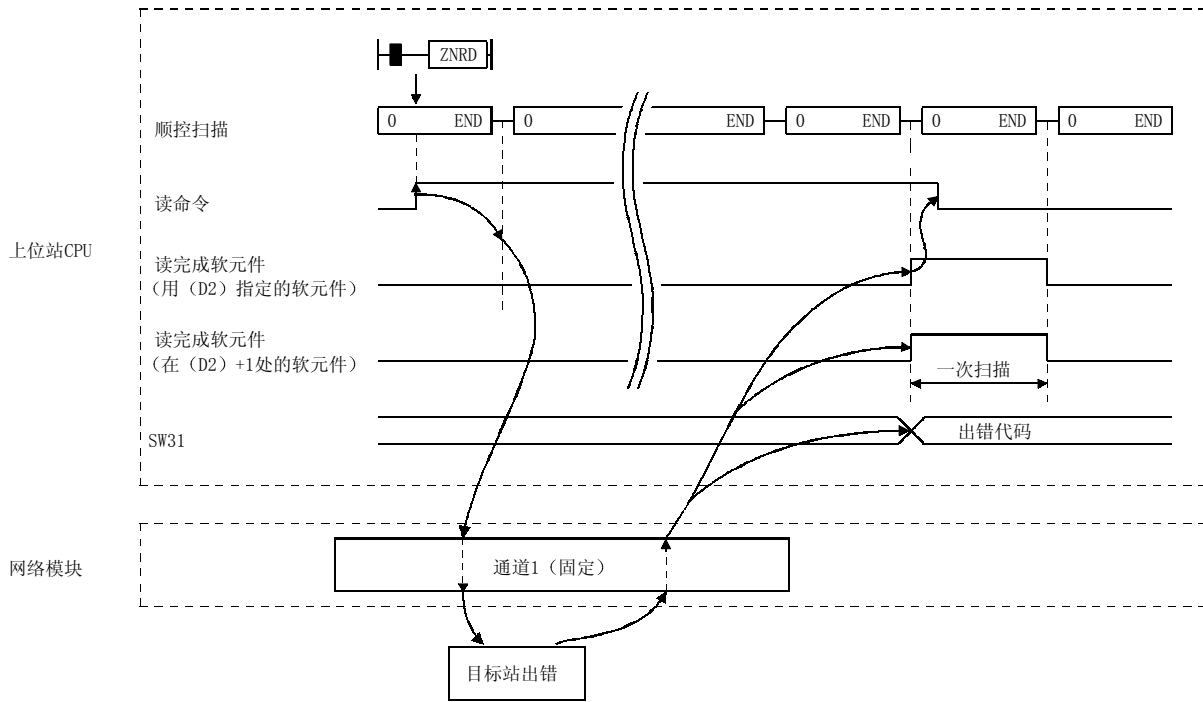 ZNRD
顺控扫描
0 END 0 END 0 END 0 END 0 END
读命令
上位站CPU
读完成软元件
（用（D2）指定的软元件）
读完成软元件
（在（D2）+1处的软元件）
一次扫描
SW31
出错代码
网络模块
通道1（固定）
目标站出错